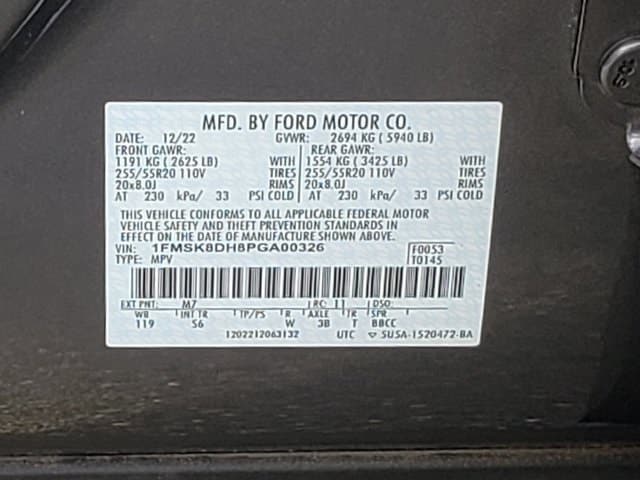 MFD. BY FORD MOTOR CO.
DATE: 12/22 GVWR: 2694 KG ( 5940 LB)
FRONT GAWR: REAR GAWR:
1191 KG ( 2625 LB) WITH 1554 KG ( 3425 LB) WITH
255/55R20 110V TIRES 255/55R20 110V TIRES
20x8.0J RIMS 20x8.0J RIMS
AT 230 kPa/ 33 PSI COLD AT 230 kPa/ 33 PSI COLD
THIS VEHICLE CONFORMS TO ALL APPLICABLE FEDERAL MOTOR
VEHICLE SAFETY AND THEFT PREVENTION STANDARDS IN EFFECT ON
THE DATE OF MANUFACTURE SHOWN ABOVE.
VIN: 1FMSK8DH8PGA00326 F0053
TYPE: MPV T0145
EXT PNT: M7 RC: 11 DSO:
WB INT TR TP/PS R AXLE TR SPR
119 S6 W 3B T BBCC
1202212063132 UTC ▽ 5USA-1520472-BA